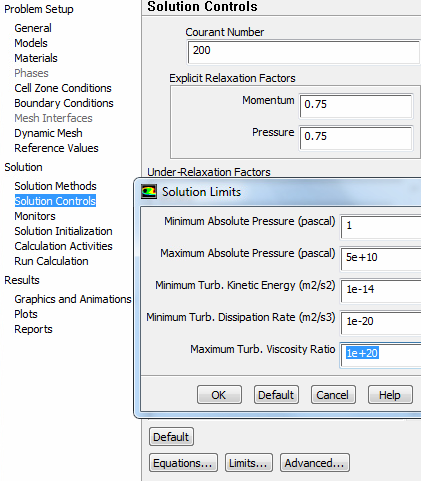 Problem Setup
General
Models
Materials
Phases
Cell Zone Conditions
Boundary Conditions
Mesh Interfaces
Dynamic Mesh
Reference Values
Solution
Solution Methods
Solution Controls
Monitors
Solution Initialization
Calculation Activities
Run Calculation
Results
Graphics and Animations
Plots
Reports
Solution Controls
Courant Number
200
Explicit Relaxation Factors
Momentum 0.75
Pressure 0.75
Under-Relaxation Factors
Solution Limits
Minimum Absolute Pressure (pascal) 1
Maximum Absolute Pressure (pascal) 5e+10
Minimum Turb. Kinetic Energy (m2/s2) 1e-14
Minimum Turb. Dissipation Rate (m2/s3) 1e-20
Maximum Turb. Viscosity Ratio 1e+20
OK Default Cancel Help
Default
Equations... Limits... Advanced...